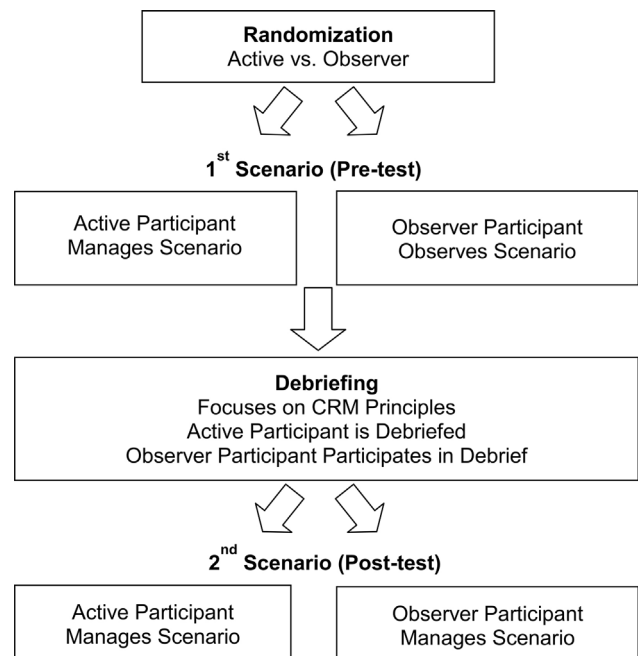 Randomization
Active vs. Observer
1st Scenario (Pre-test)
Active Participant
Manages Scenario
Observer Participant
Observes Scenario
Debriefing
Focuses on CRM Principles
Active Participant is Debriefed
Observer Participant Participates in Debrief
2nd Scenario (Post-test)
Active Participant
Manages Scenario
Observer Participant
Manages Scenario